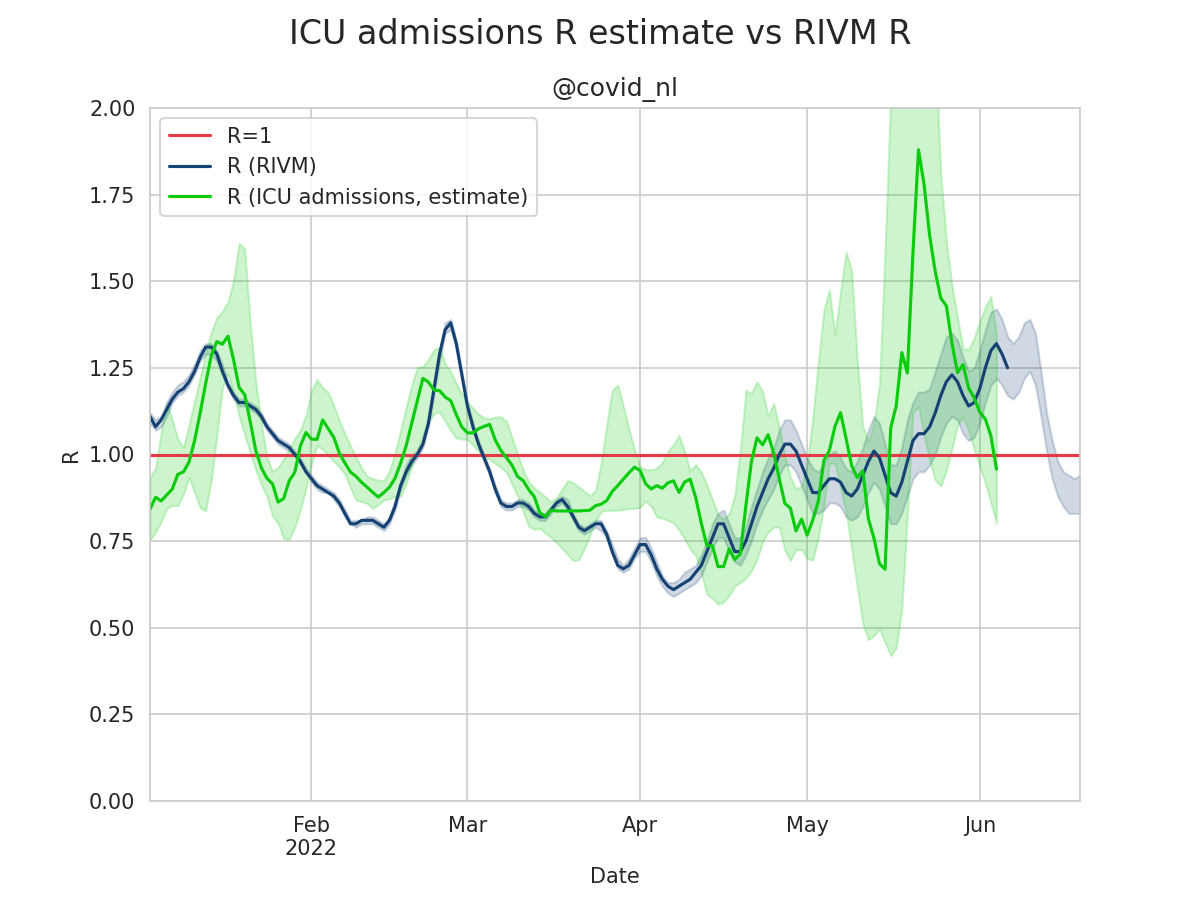 ICU admissions R estimate vs RIVM R
@covid_nl
R=1
R (RIVM)
R (ICU admissions, estimate)
2.00
1.75
1.50
1.25
1.00
0.75
0.50
0.25
0.00
R
Feb Mar Apr May Jun
2022
Date